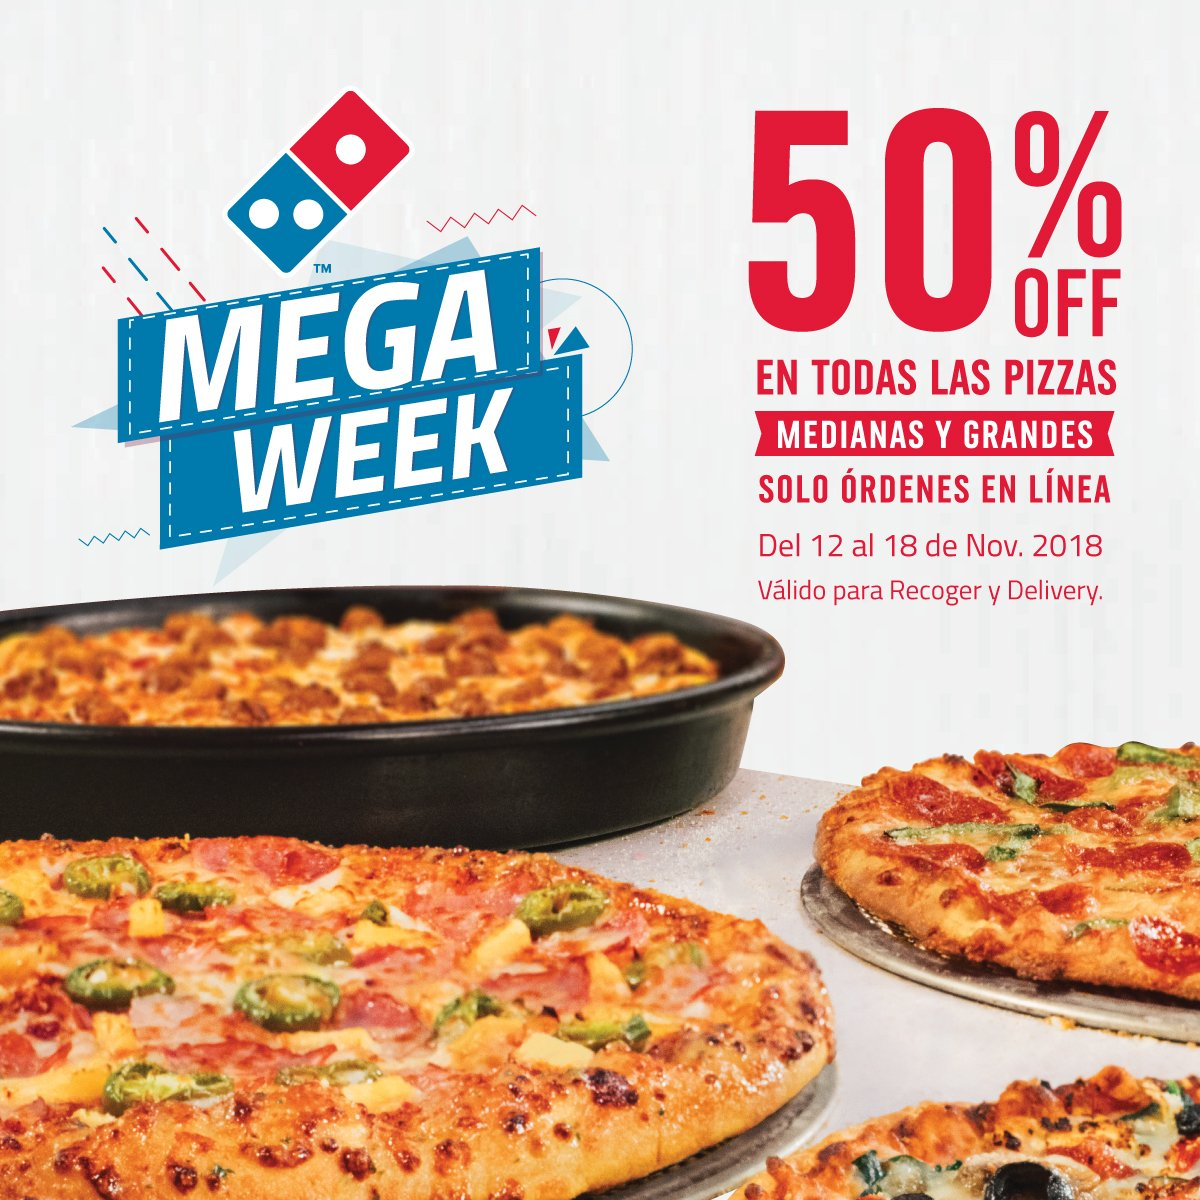 TM
MEGA
WEEK
50%
OFF
EN TODAS LAS PIZZAS
MEDIANAS Y GRANDES
SOLO ÓRDENES EN LÍNEA
Del 12 al 18 de Nov. 2018
Válido para Recoger y Delivery.